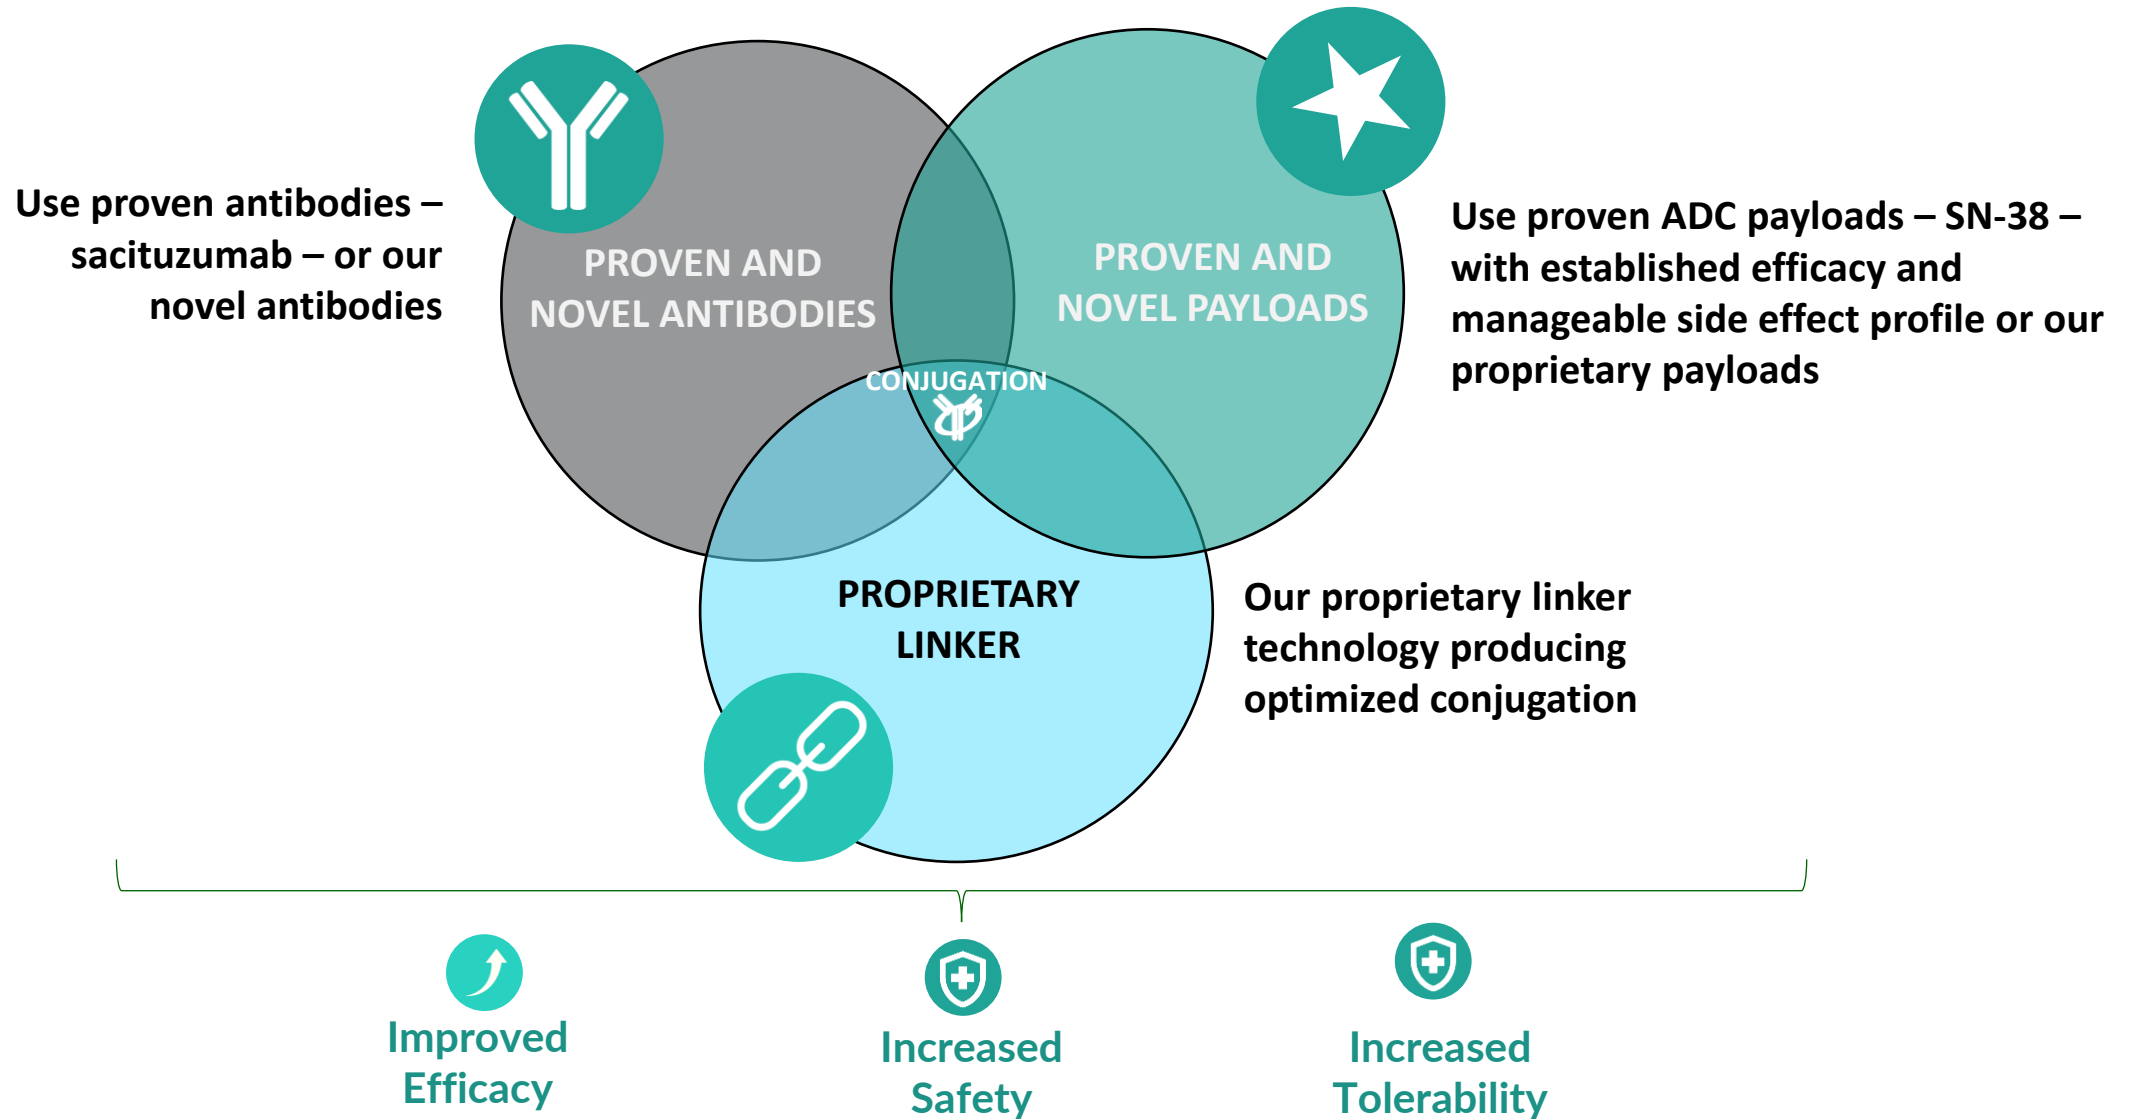 Use proven antibodies –
sacituzumab – or our
novel antibodies
PROVEN AND
NOVEL ANTIBODIES
PROVEN AND
NOVEL PAYLOADS
Use proven ADC payloads – SN-38 –
with established efficacy and
manageable side effect profile or our
proprietary payloads
CONJUGATION
PROPRIETARY
LINKER
Our proprietary linker
technology producing
optimized conjugation
Improved
Efficacy
Increased
Safety
Increased
Tolerability